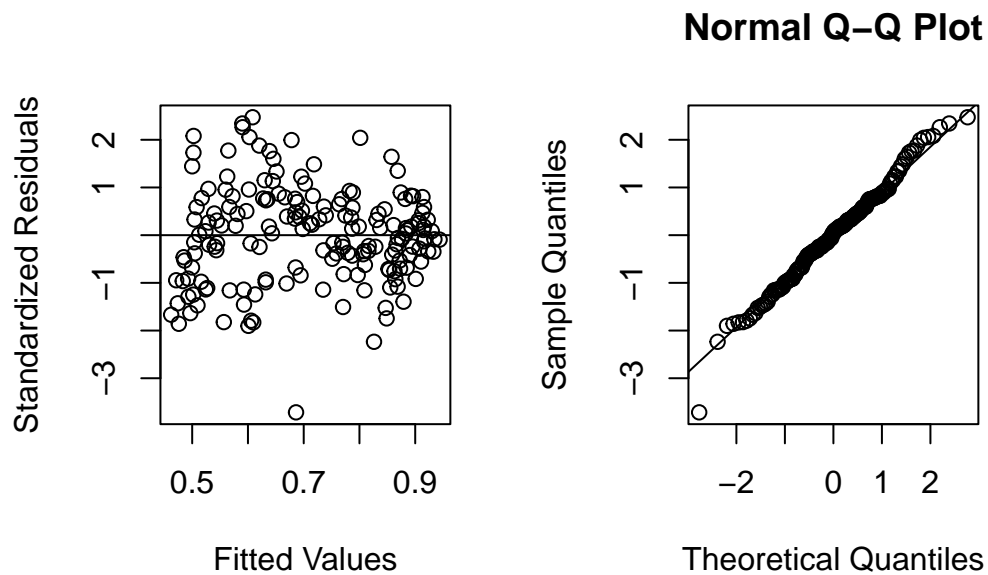 Standardized Residuals
2
1
−1
−3
0.5 0.7 0.9
Fitted Values
Normal Q−Q Plot
Sample Quantiles
2
1
−1
−3
−2 0 1 2
Theoretical Quantiles